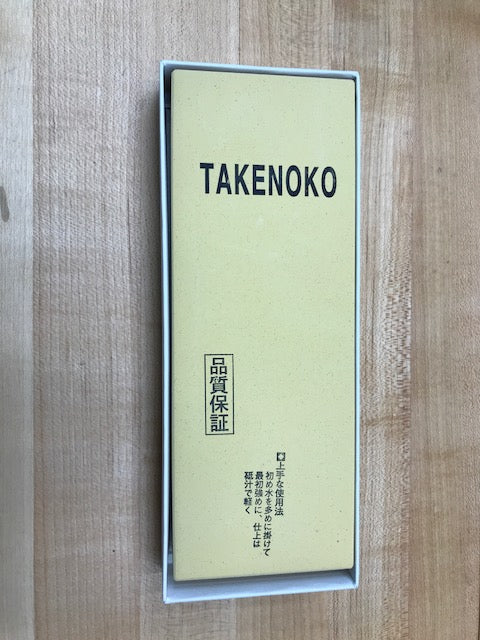 TAKENOKO
品質保証
◘上手な使用法
初め水を多めに掛けて
最初強めに、仕上は
砥汁で軽く